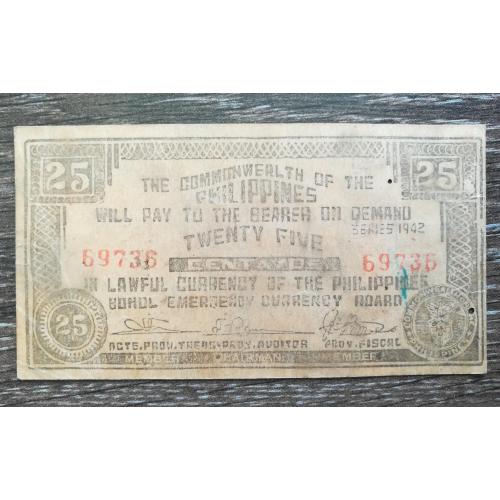 25 25
THE COMMONWEALTH OF THE
PHILIPPINES
WILL PAY TO THE BEARER ON DEMAND
TWENTY FIVE
SERIES 1942
69736 CENTAVOS 69736
IN LAWFUL CURRENCY OF THE PHILIPPINE
BOHOL EMERGENCY CURRENCY BOARD
25
ACTG. PROV. TREAS. PROV. AUDITOR PROV. FISCAL
MEMBER CHAIRMAN MEMBER